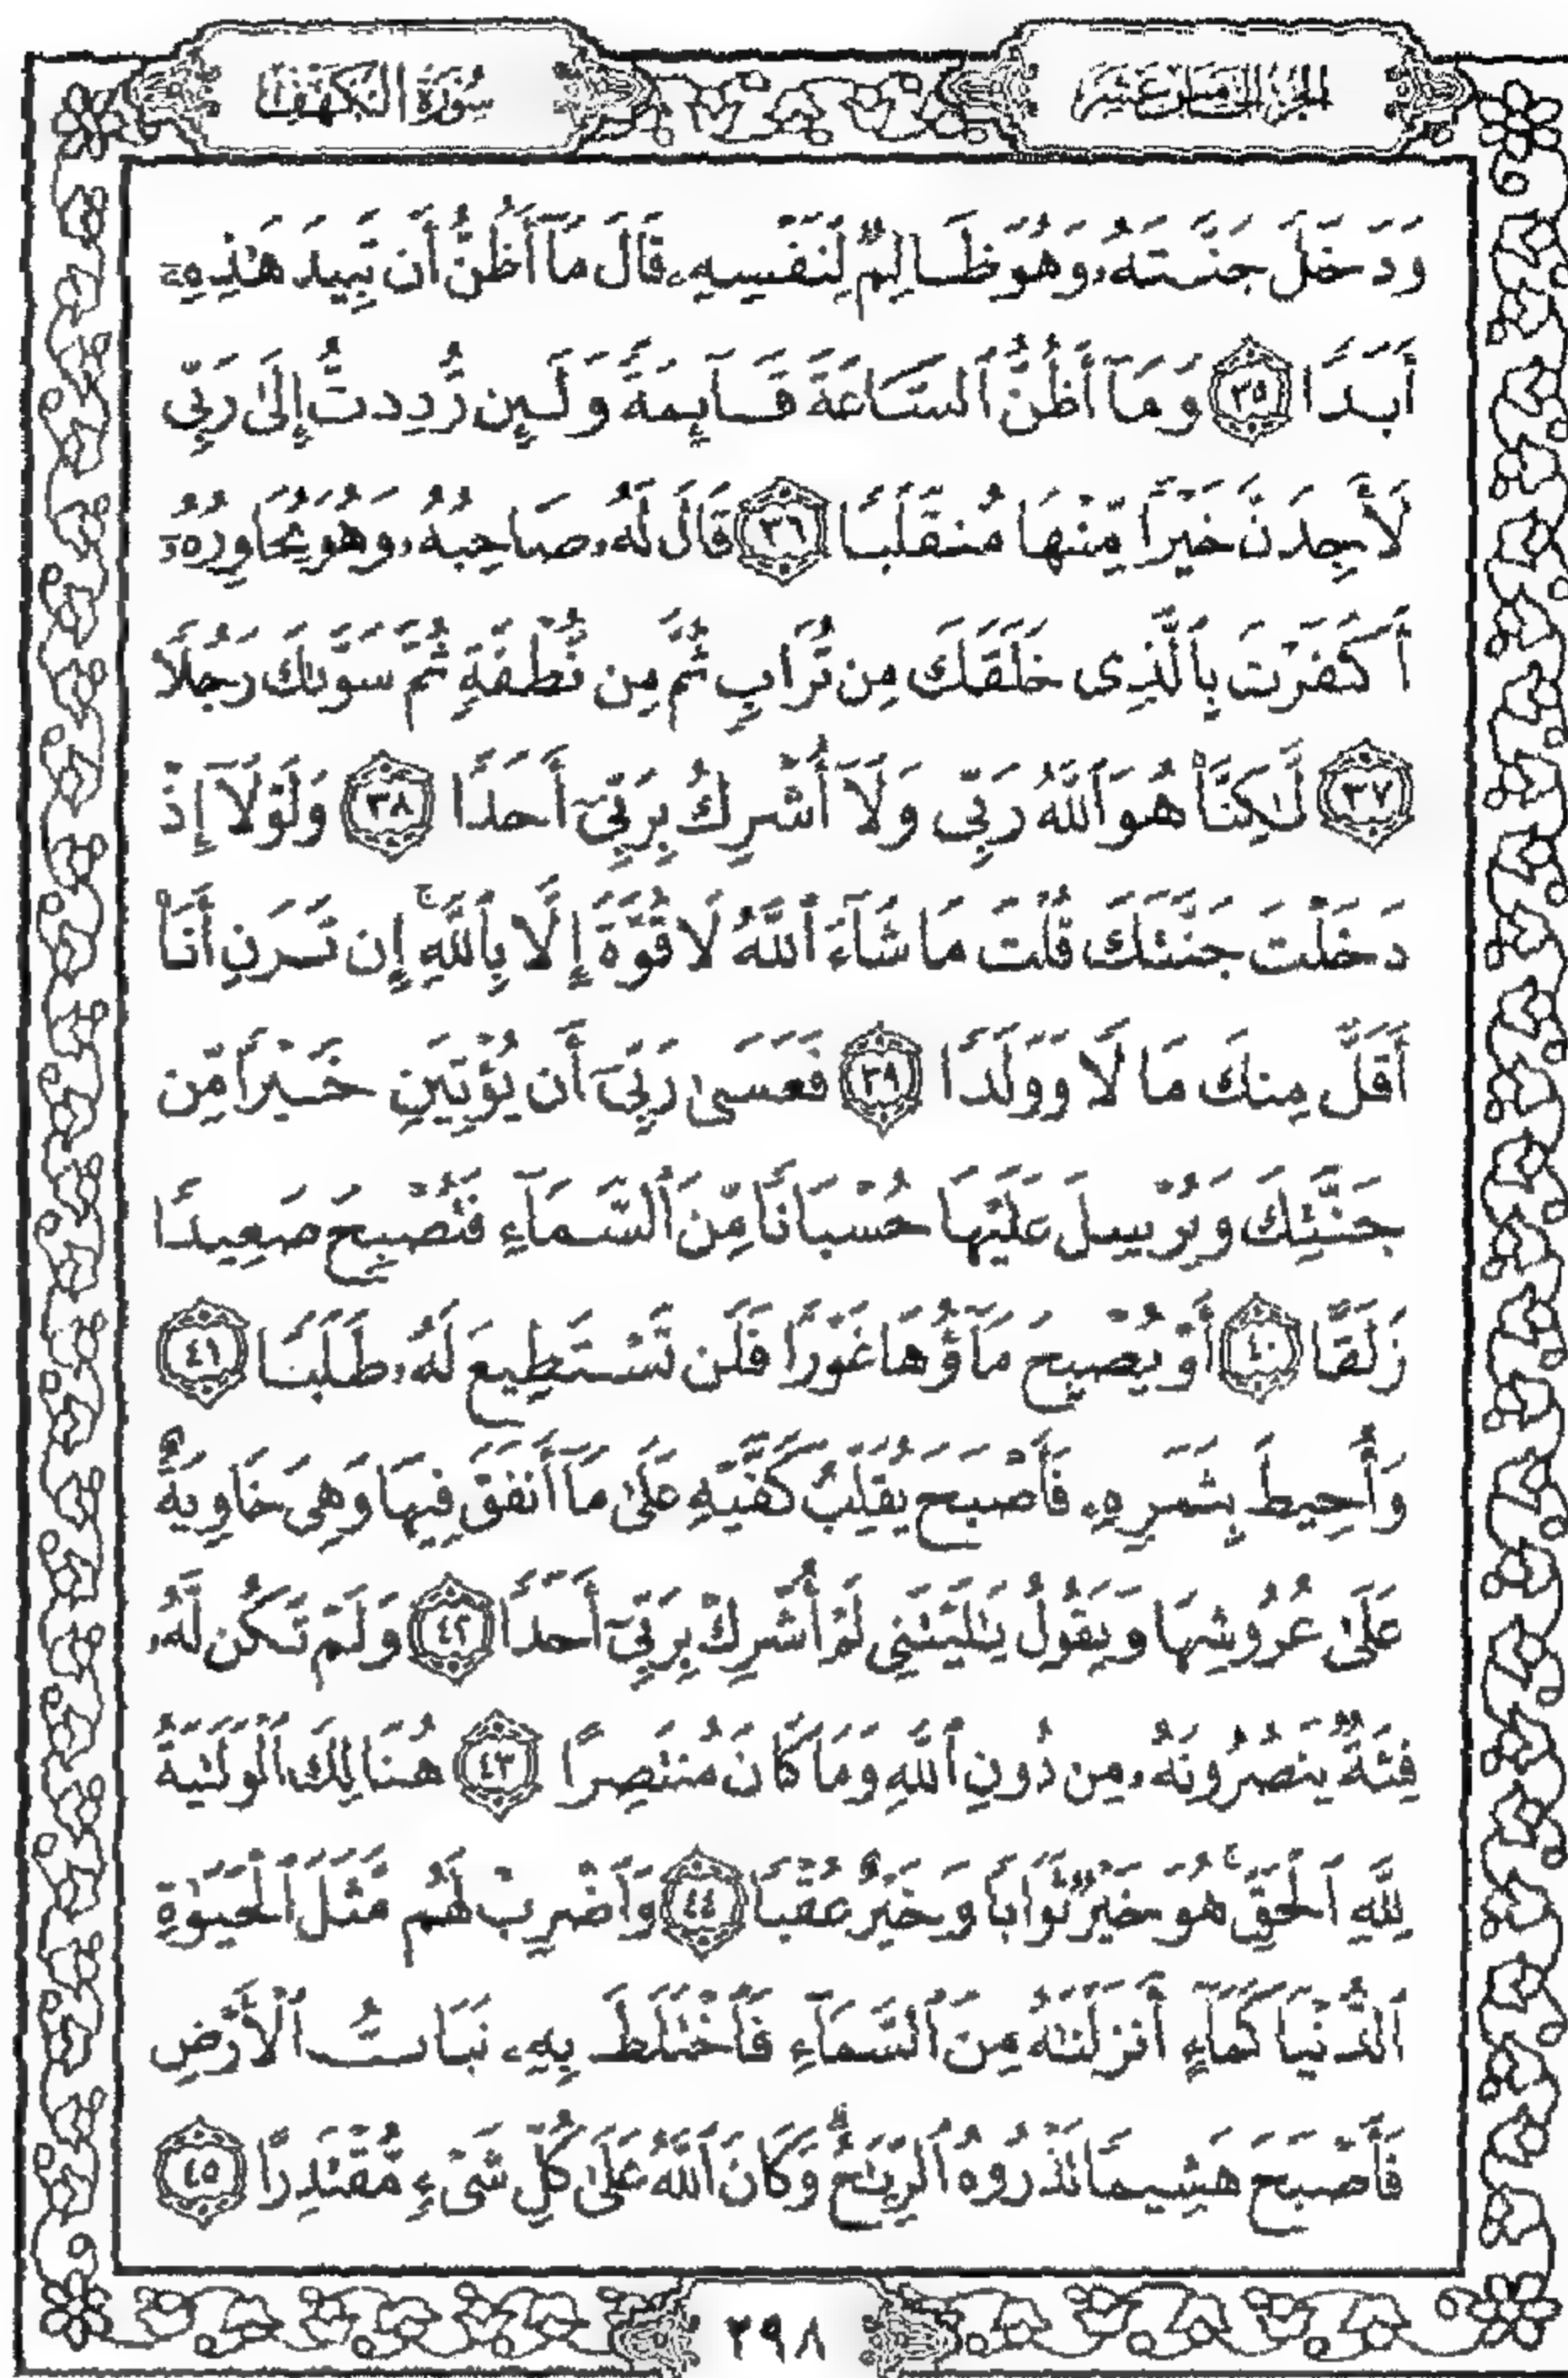 الجزء الخامس عشر
سورة الكهف
وَدَخَلَ جَنَّتَهُۥ وَهُوَ ظَالِمٌ لِّنَفْسِهِۦ قَالَ مَآ أَظُنُّ أَن تَبِيدَ هَٰذِهِۦٓ
أَبَدًا ٣٥ وَمَآ أَظُنُّ ٱلسَّاعَةَ قَآئِمَةً وَلَئِن رُّدِدتُّ إِلَىٰ رَبِّى
لَأَجِدَنَّ خَيْرًا مِّنْهَا مُنقَلَبًا ٣٦ قَالَ لَهُۥ صَاحِبُهُۥ وَهُوَ يُحَاوِرُهُۥٓ
أَكَفَرْتَ بِٱلَّذِى خَلَقَكَ مِن تُرَابٍ ثُمَّ مِن نُّطْفَةٍ ثُمَّ سَوَّىٰكَ رَجُلًا
٣٧ لَّٰكِنَّا۠ هُوَ ٱللَّهُ رَبِّى وَلَآ أُشْرِكُ بِرَبِّىٓ أَحَدًا ٣٨ وَلَوْلَآ إِذْ
دَخَلْتَ جَنَّتَكَ قُلْتَ مَا شَآءَ ٱللَّهُ لَا قُوَّةَ إِلَّا بِٱللَّهِ ۚ إِن تَرَنِ أَنَا۠
أَقَلَّ مِنكَ مَالًا وَوَلَدًا ٣٩ فَعَسَىٰ رَبِّىٓ أَن يُؤْتِيَنِ خَيْرًا مِّن
جَنَّتِكَ وَيُرْسِلَ عَلَيْهَا حُسْبَانًا مِّنَ ٱلسَّمَآءِ فَتُصْبِحَ صَعِيدًا
زَلَقًا ٤٠ أَوْ يُصْبِحَ مَآؤُهَا غَوْرًا فَلَن تَسْتَطِيعَ لَهُۥ طَلَبًا ٤١
وَأُحِيطَ بِثَمَرِهِۦ فَأَصْبَحَ يُقَلِّبُ كَفَّيْهِ عَلَىٰ مَآ أَنفَقَ فِيهَا وَهِىَ خَاوِيَةٌ
عَلَىٰ عُرُوشِهَا وَيَقُولُ يَٰلَيْتَنِى لَمْ أُشْرِكْ بِرَبِّىٓ أَحَدًا ٤٢ وَلَمْ تَكُن لَّهُۥ
فِئَةٌ يَنصُرُونَهُۥ مِن دُونِ ٱللَّهِ وَمَا كَانَ مُنتَصِرًا ٤٣ هُنَالِكَ ٱلْوَلَٰيَةُ
لِلَّهِ ٱلْحَقِّ ۚ هُوَ خَيْرٌ ثَوَابًا وَخَيْرٌ عُقْبًا ٤٤ وَٱضْرِبْ لَهُم مَّثَلَ ٱلْحَيَوٰةِ
ٱلدُّنْيَا كَمَآءٍ أَنزَلْنَٰهُ مِنَ ٱلسَّمَآءِ فَٱخْتَلَطَ بِهِۦ نَبَاتُ ٱلْأَرْضِ
فَأَصْبَحَ هَشِيمًا تَذْرُوهُ ٱلرِّيَٰحُ ۗ وَكَانَ ٱللَّهُ عَلَىٰ كُلِّ شَىْءٍ مُّقْتَدِرًا ٤٥
٢٩٨